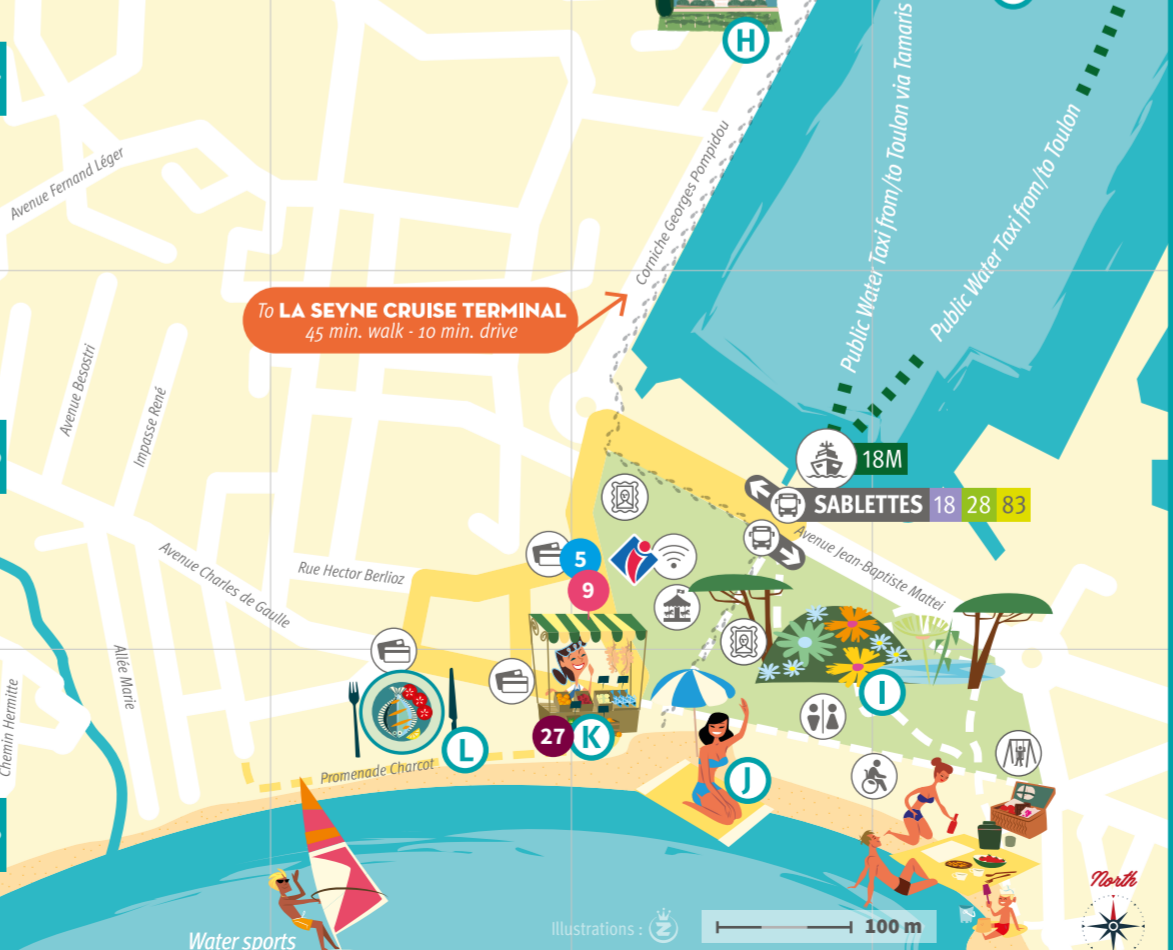 H
Public Water Taxi from/to Toulon via Tamaris
Public Water Taxi from/to Toulon
Corniche Georges Pompidou
Avenue Fernand Léger
To LA SEYNE CRUISE TERMINAL
45 min. walk - 10 min. drive
Avenue Besostri
Impasse René
18M
SABLETTES 18 28 83
Avenue Jean-Baptiste Mattei
Avenue Charles de Gaulle
Rue Hector Berlioz
5
9
Allée Marie
Chemin Hermitte
I
27 K
L
J
Promenade Charcot
North
Illustrations :
Z
100 m
Water sports